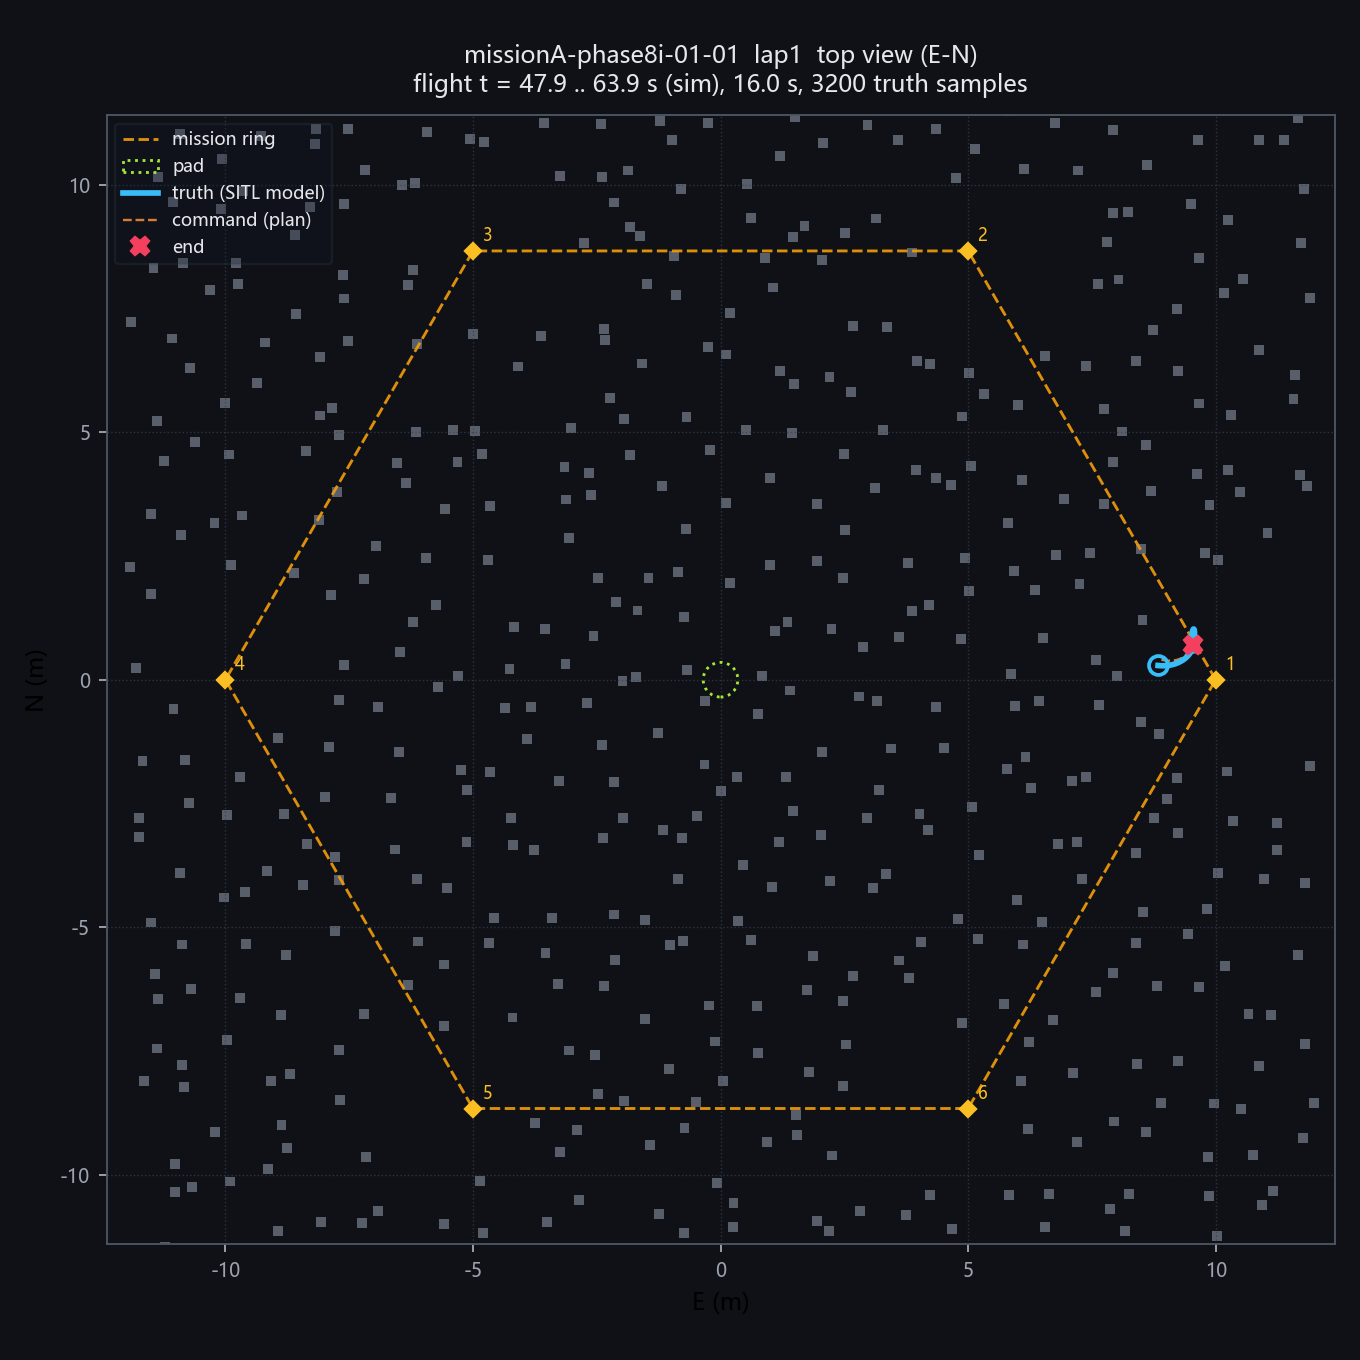 missionA-phase8i-01-01 lap1 top view (E-N)
flight t = 47.9 .. 63.9 s (sim), 16.0 s, 3200 truth samples
mission ring
pad
truth (SITL model)
command (plan)
end
10
5
0
-5
-10
N (m)
3
2
4
1
5
6
-10
-5
0
5
10
E (m)